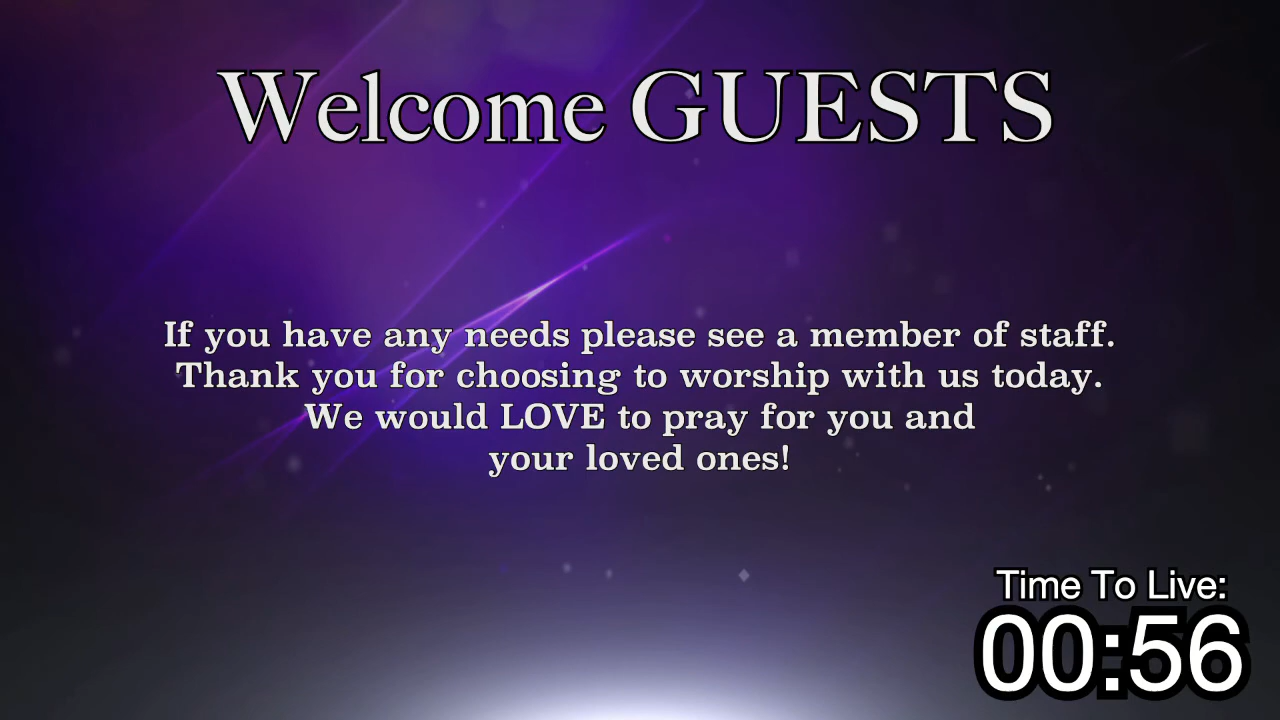 Welcome GUESTS
If you have any needs please see a member of staff.
Thank you for choosing to worship with us today.
We would LOVE to pray for you and
your loved ones!
Time To Live:
00:56